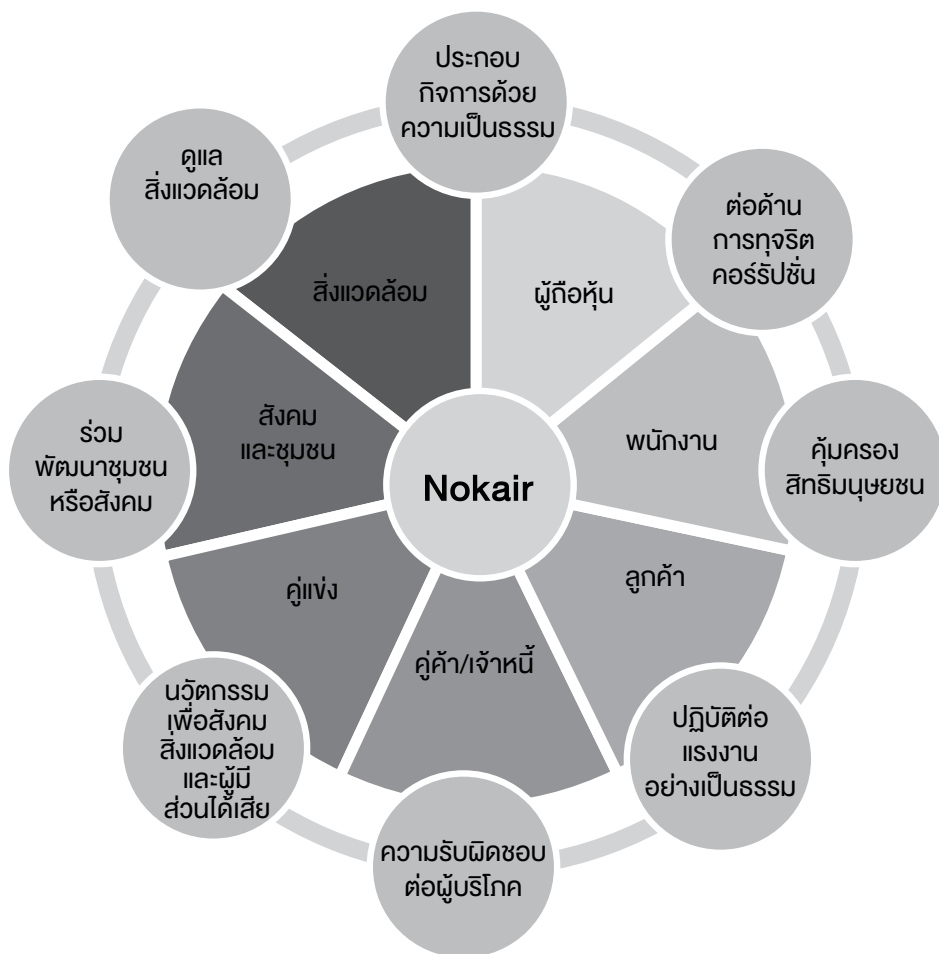 ประกอบ
กิจการด้วย
ความเป็นธรรม
ดูแล
สิ่งแวดล้อม
ต่อต้าน
การทุจริต
คอร์รัปชั่น
สิ่งแวดล้อม
ผู้ถือหุ้น
สังคม
และชุมชน
พนักงาน
ร่วม
พัฒนาชุมชน
หรือสังคม
คุ้มครอง
สิทธิมนุษยชน
Nokair
คู่แข่ง
ลูกค้า
คู่ค้า/เจ้าหนี้
นวัตกรรม
เพื่อสังคม
สิ่งแวดล้อม
และผู้มี
ส่วนได้เสีย
ปฏิบัติต่อ
แรงงาน
อย่างเป็นธรรม
ความรับผิดชอบ
ต่อผู้บริโภค